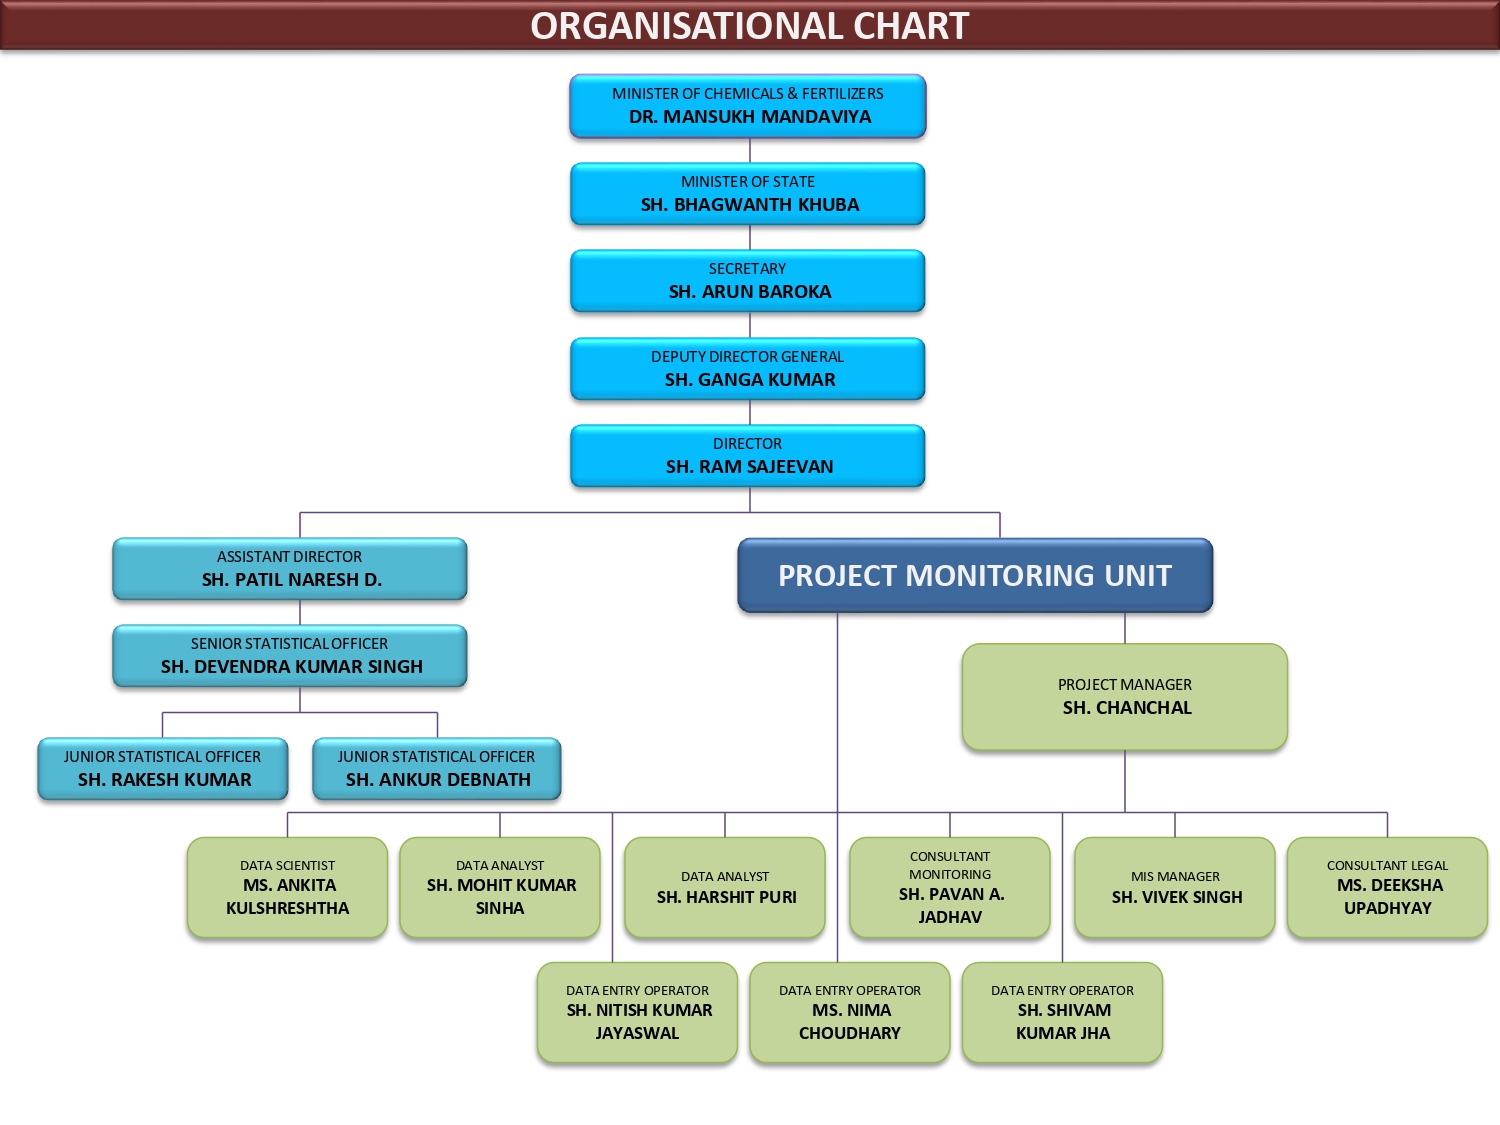 ORGANISATIONAL CHART
MINISTER OF CHEMICALS & FERTILIZERS
DR. MANSUKH MANDAVIYA
MINISTER OF STATE
SH. BHAGWANTH KHUBA
SECRETARY
SH. ARUN BAROKA
DEPUTY DIRECTOR GENERAL
SH. GANGA KUMAR
DIRECTOR
SH. RAM SAJEEVAN
ASSISTANT DIRECTOR
SH. PATIL NARESH D.
PROJECT MONITORING UNIT
SENIOR STATISTICAL OFFICER
SH. DEVENDRA KUMAR SINGH
PROJECT MANAGER
SH. CHANCHAL
JUNIOR STATISTICAL OFFICER
SH. RAKESH KUMAR
JUNIOR STATISTICAL OFFICER
SH. ANKUR DEBNATH
DATA SCIENTIST
MS. ANKITA
KULSHRESHTHA
DATA ANALYST
SH. MOHIT KUMAR
SINHA
DATA ANALYST
SH. HARSHIT PURI
CONSULTANT
MONITORING
SH. PAVAN A.
JADHAV
MIS MANAGER
SH. VIVEK SINGH
CONSULTANT LEGAL
MS. DEEKSHA
UPADHYAY
DATA ENTRY OPERATOR
SH. NITISH KUMAR
JAYASWAL
DATA ENTRY OPERATOR
MS. NIMA
CHOUDHARY
DATA ENTRY OPERATOR
SH. SHIVAM
KUMAR JHA